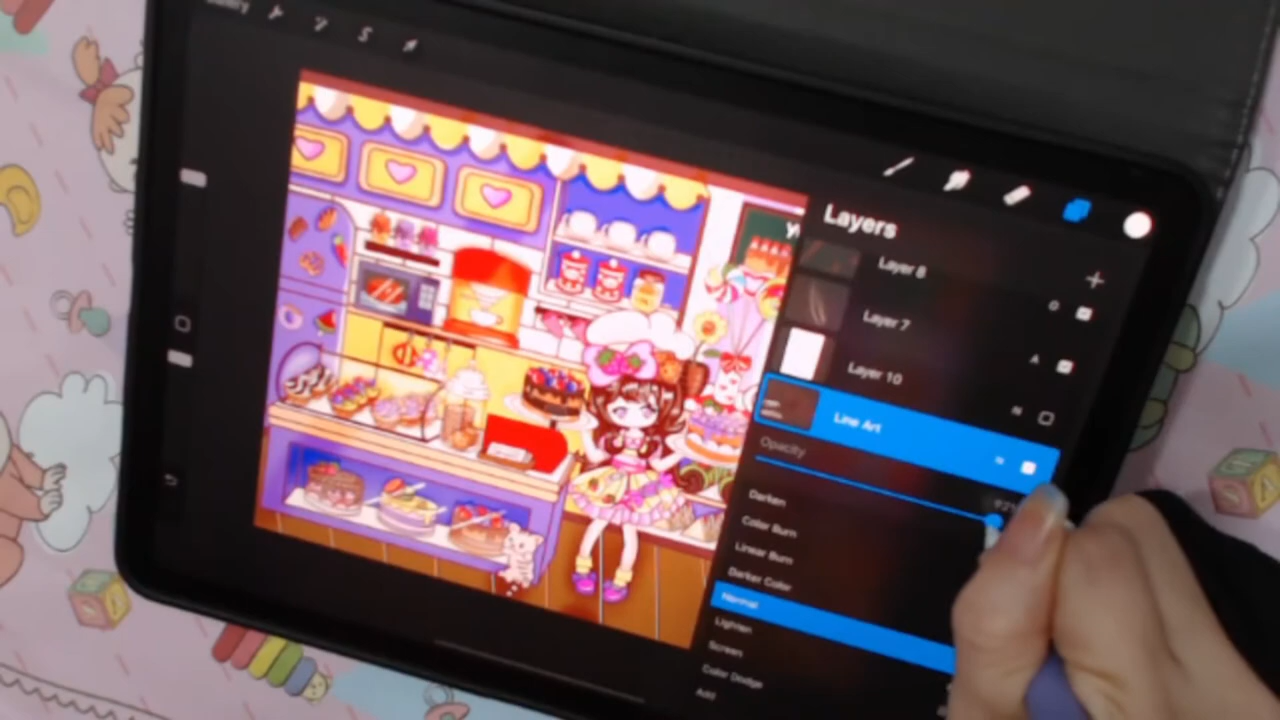 Gallery
Layers
Layer 8
Layer 7
A
Layer 10
N
Line Art
Opacity
Darken
Color Burn
Linear Burn
Darker Color
Normal
Lighten
Screen
Color Dodge
Add